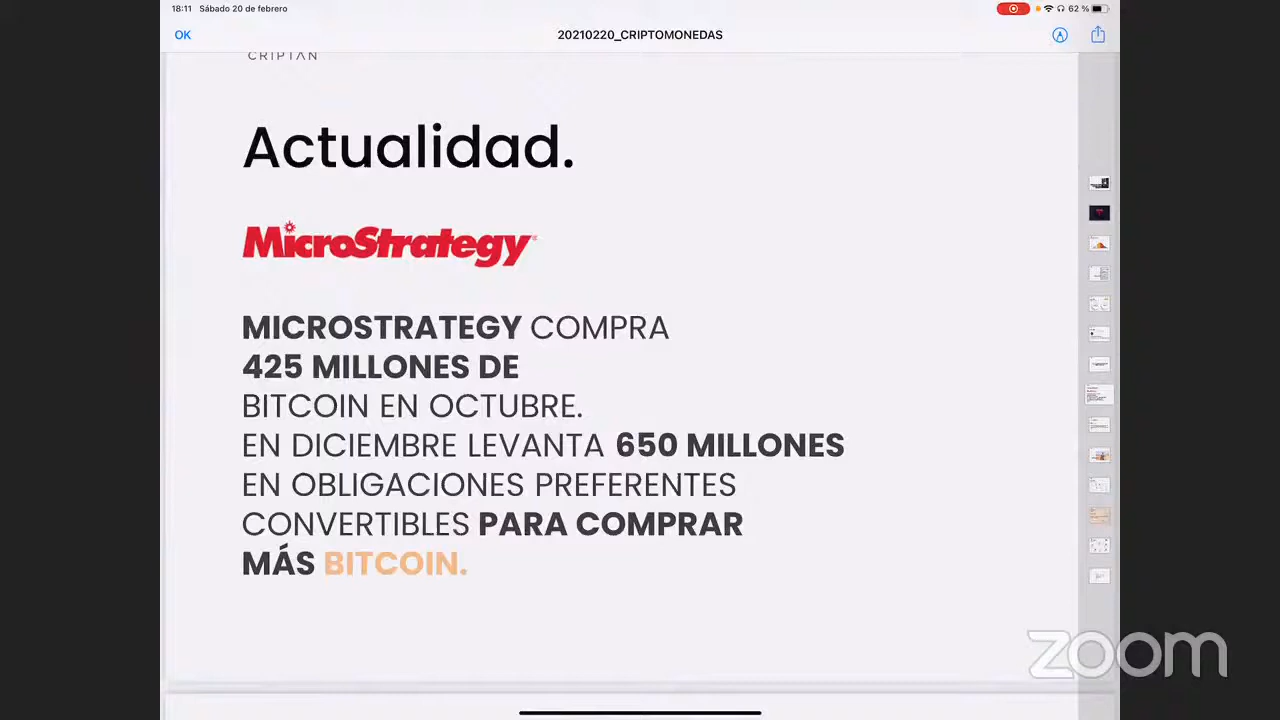 18:11 Sábado 20 de febrero
62 %
OK
20210220_CRIPTOMONEDAS
CRIPTAN
Actualidad.
MicroStrategy
MICROSTRATEGY COMPRA
425 MILLONES DE
BITCOIN EN OCTUBRE.
EN DICIEMBRE LEVANTA 650 MILLONES
EN OBLIGACIONES PREFERENTES
CONVERTIBLES PARA COMPRAR
MÁS BITCOIN.
zoom